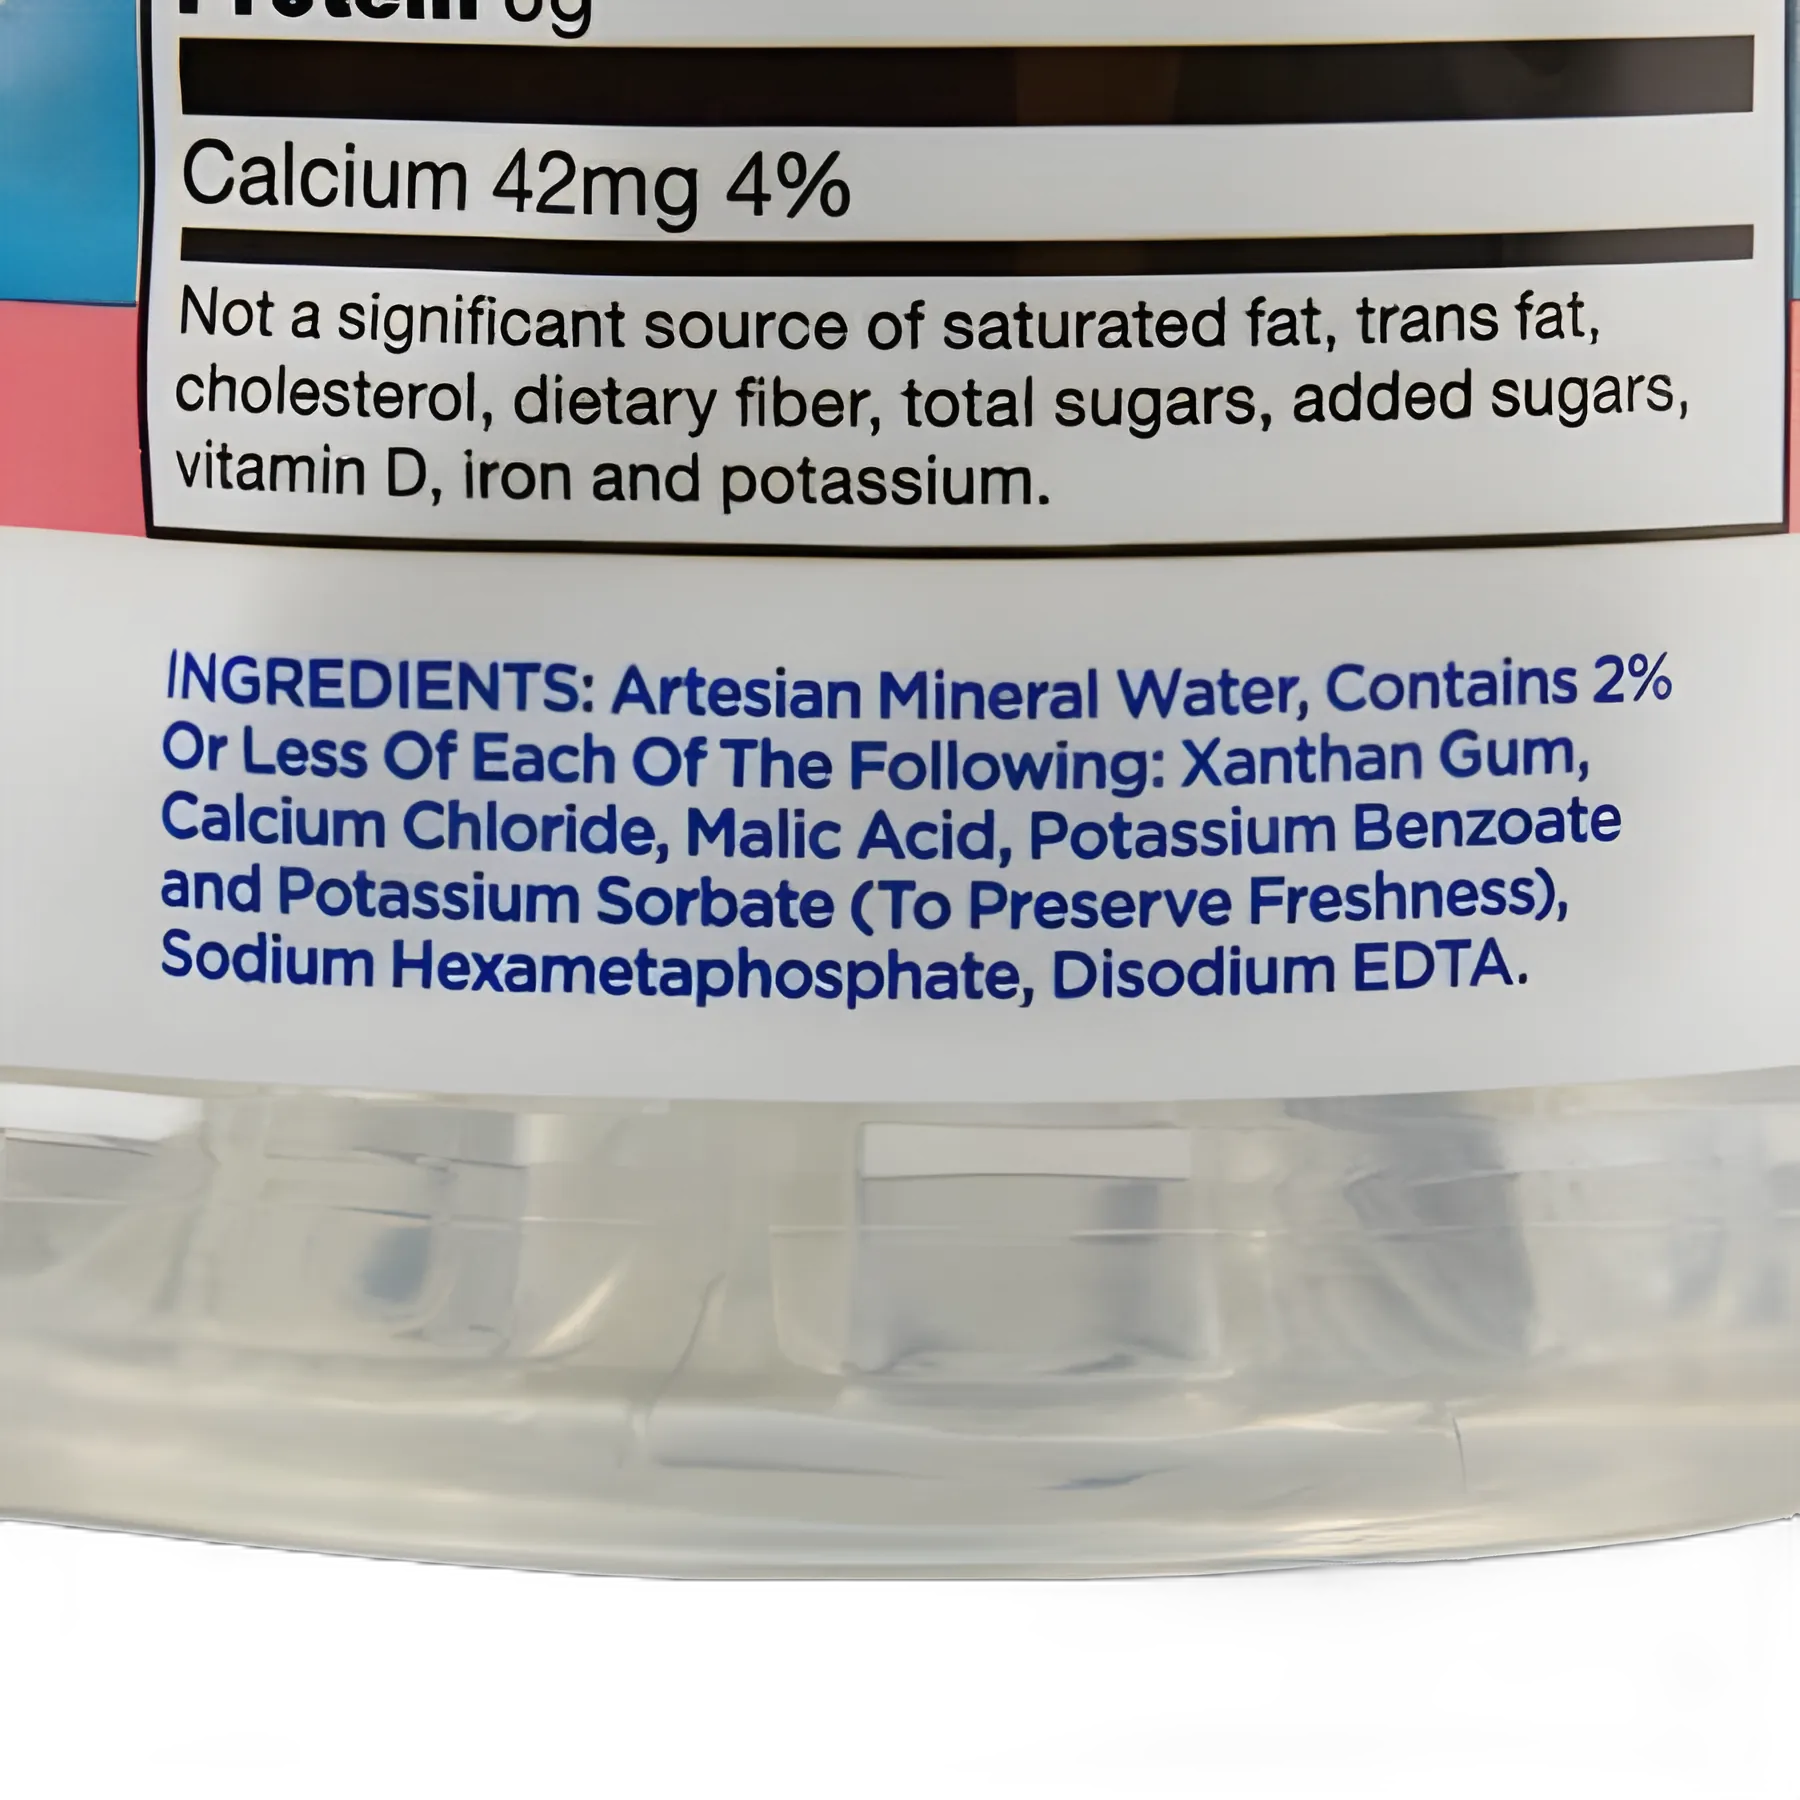 Protein 0g
Calcium 42mg 4%
Not a significant source of saturated fat, trans fat,
cholesterol, dietary fiber, total sugars, added sugars,
vitamin D, iron and potassium.
INGREDIENTS: Artesian Mineral Water, Contains 2%
Or Less Of Each Of The Following: Xanthan Gum,
Calcium Chloride, Malic Acid, Potassium Benzoate
and Potassium Sorbate (To Preserve Freshness),
Sodium Hexametaphosphate, Disodium EDTA.